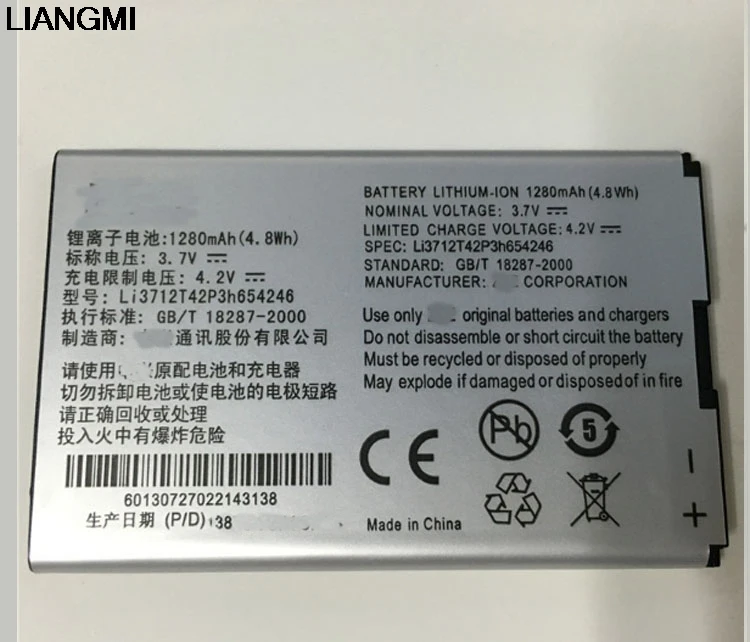 LIANGMI
锂离子电池:1280mAh(4.8Wh)
标称电压: 3.7V
充电限制电压: 4.2V
型号: Li3712T42P3h654246
执行标准: GB/T 18287-2000
制造商: 通讯股份有限公司
请使用 原配电池和充电器
切勿拆卸电池或使电池的电极短路
请正确回收或处理
投入火中有爆炸危险
60130727022143138
生产日期 (P/D) 138
BATTERY LITHIUM-ION 1280mAh(4.8Wh)
NOMINAL VOLTAGE: 3.7V
LIMITED CHARGE VOLTAGE: 4.2V
SPEC: Li3712T42P3h654246
STANDARD: GB/T 18287-2000
MANUFACTURER: CORPORATION
Use only original batteries and chargers
Do not disassemble or short circuit the battery
Must be recycled or disposed of properly
May explode if damaged or disposed of in fire
CE
Pb
5
Made in China
−
+